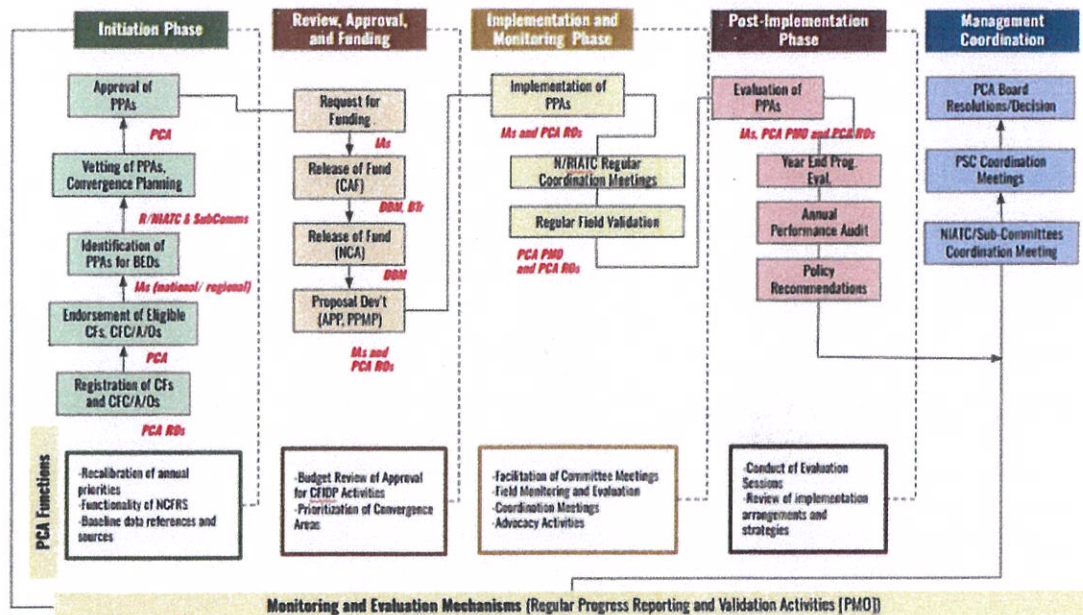 Initiation Phase
Review, Approval,
and Funding
Implementation and
Monitoring Phase
Post-Implementation
Phase
Management
Coordination
Approval of
PPAs
PCA
Vetting of PPAs,
Convergence Planning
R/NIATC & SubComms
Identification of
PPAs for BEDs
IAs (national/ regional)
Endorsement of Eligible
CFs, CFC/A/Os
PCA
Registration of CFs
and CFC/A/Os
PCA ROs
Request for
Funding
IAs
Release of Fund
(CAF)
DBM, BTr
Release of Fund
(NCA)
DBM
Proposal Dev't
(APP, PPMP)
IAs and
PCA ROs
Implementation of
PPAs
IAs and PCA ROs
N/RIATC Regular
Coordination Meetings
Regular Field Validation
PCA PMO
and PCA ROs
Evaluation of
PPAs
IAs, PCA PMO and PCA ROs
Year End Prog.
Eval.
Annual
Performance Audit
Policy
Recommendations
PCA Board
Resolutions/Decision
PSC Coordination
Meetings
NIATC/Sub-Committees
Coordination Meeting
PCA Functions
-Recalibration of annual
priorities
-Functionality of NCFRS
-Baseline data references and
sources
-Budget Review of Approval
for CFIDP Activities
-Prioritization of Convergence
Areas
-Facilitation of Committee Meetings
-Field Monitoring and Evaluation
-Coordination Meetings
-Advocacy Activities
-Conduct of Evaluation
Sessions
-Review of implementation
arrangements and
strategies
Monitoring and Evaluation Mechanisms (Regular Progress Reporting and Validation Activities [PMO])